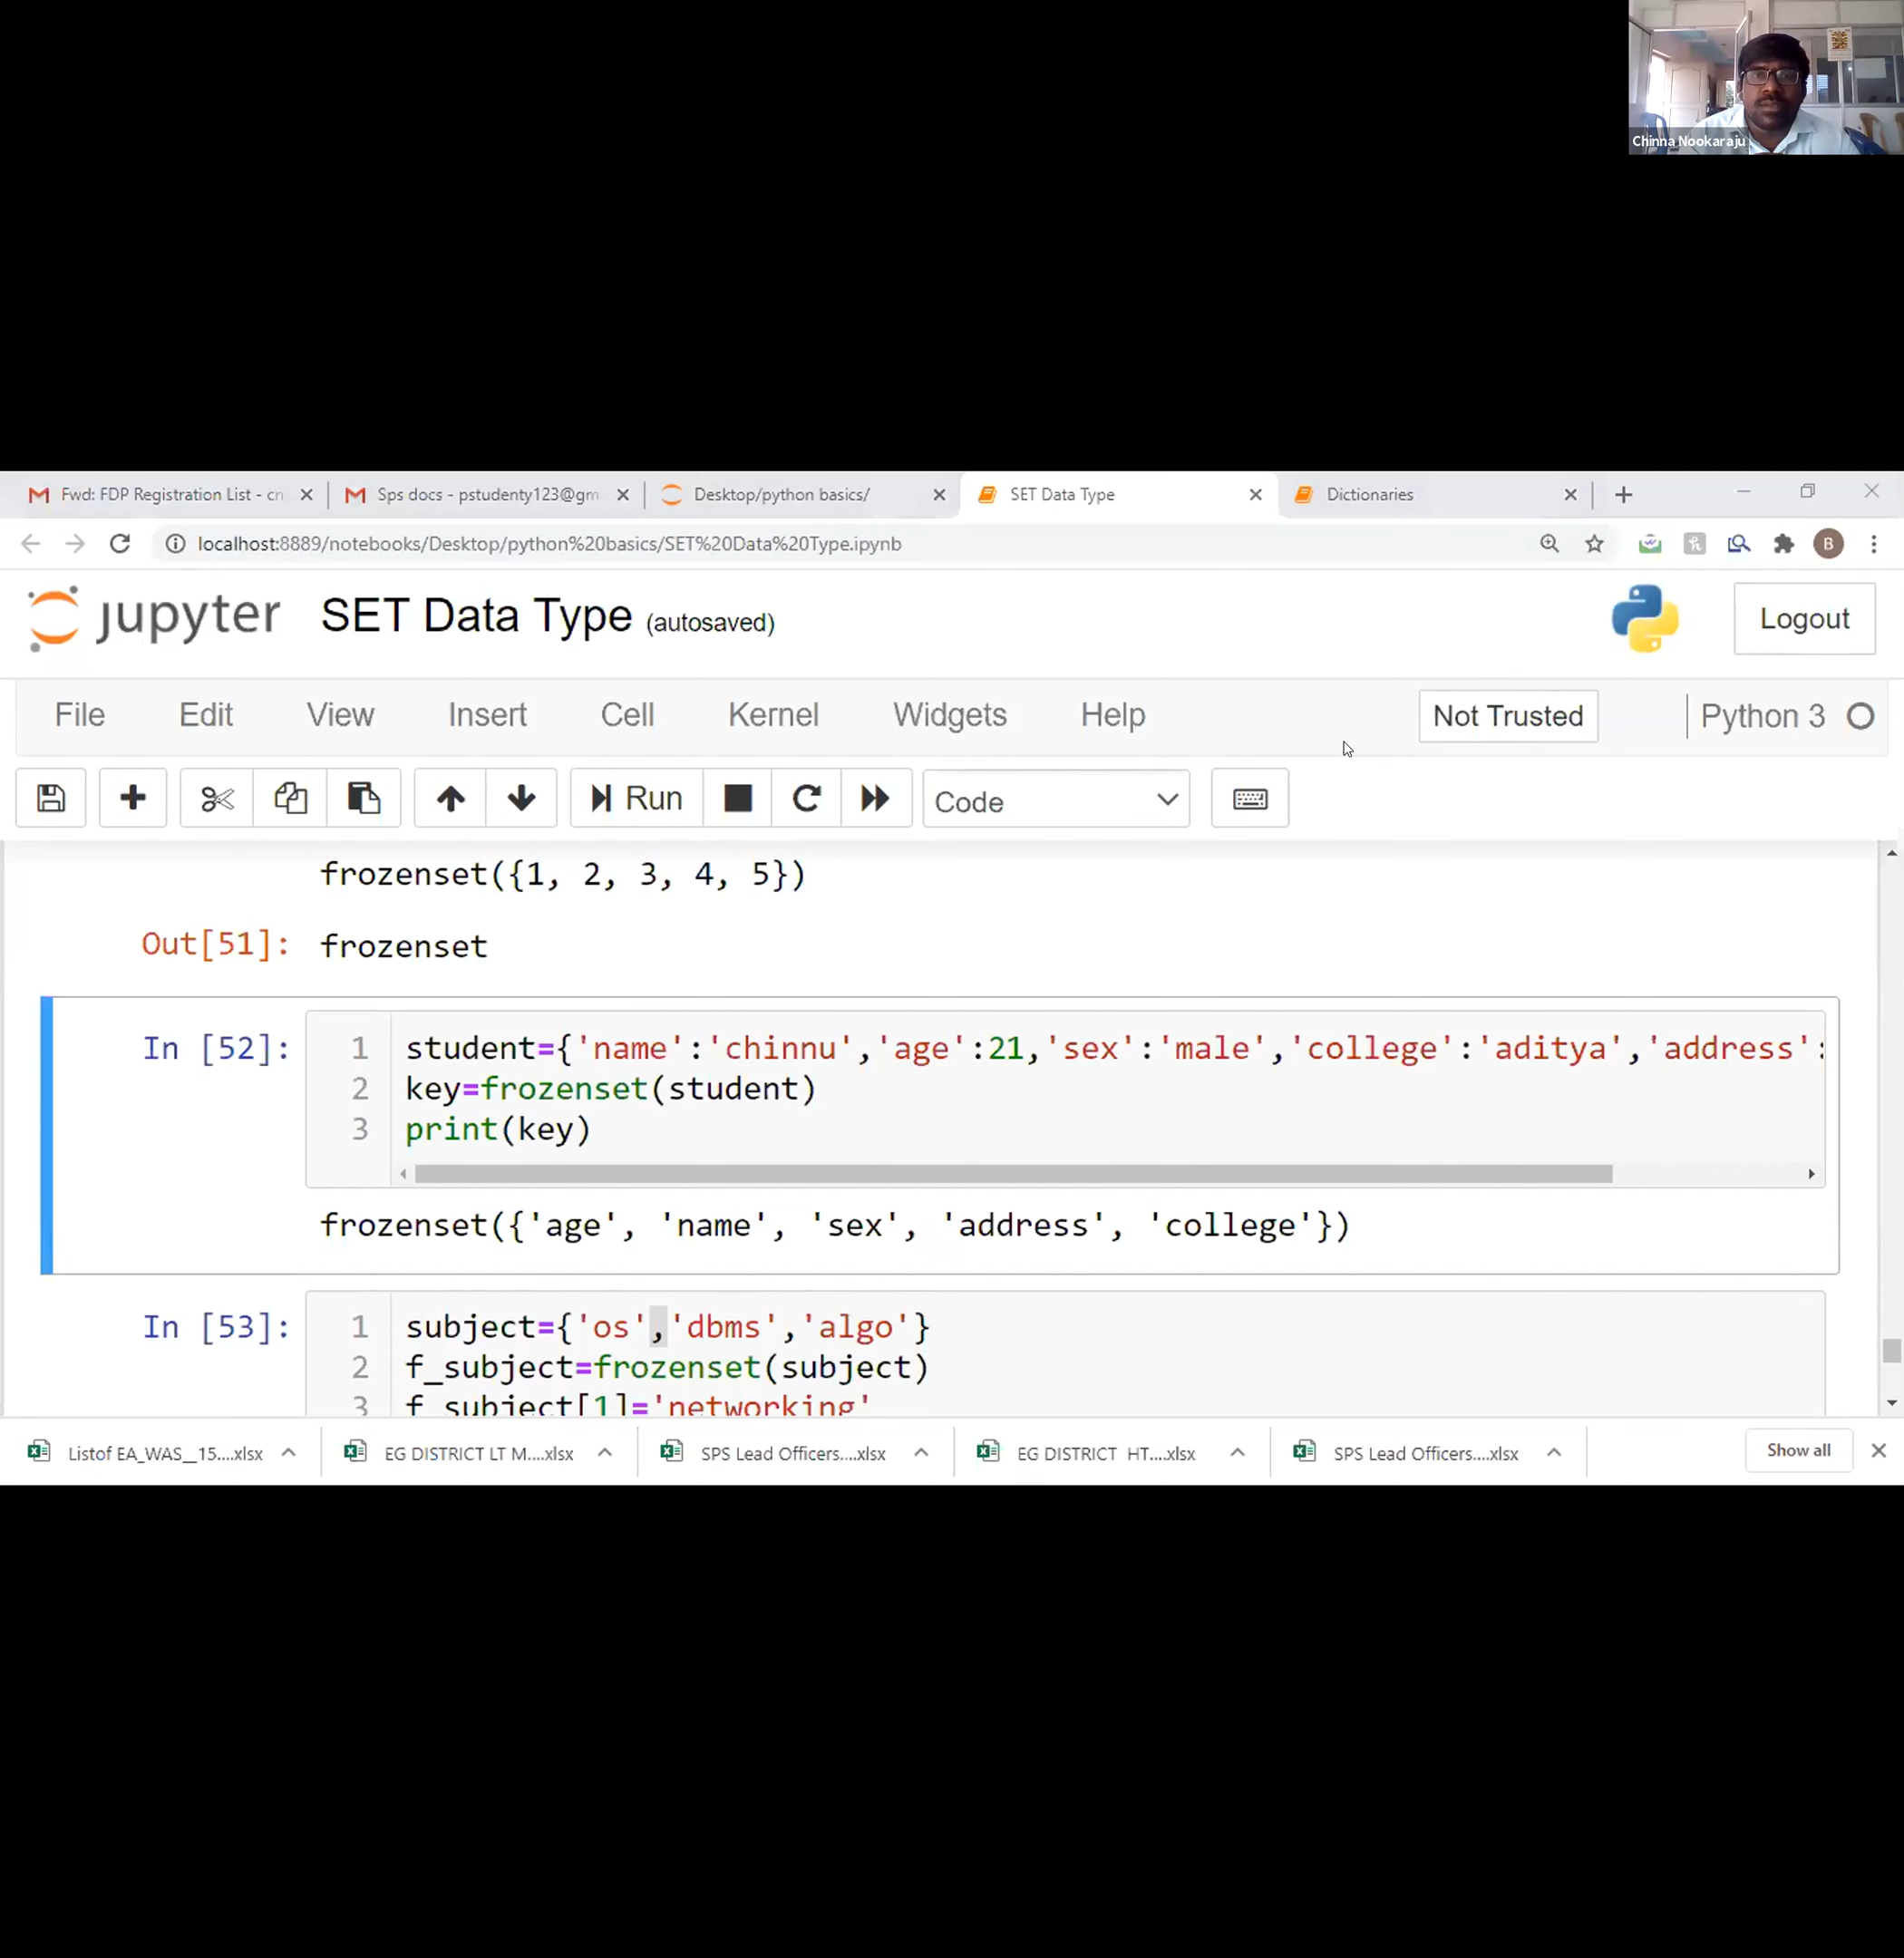 Chinna Nookaraju
Fwd: FDP Registration List - cn
Sps docs - pstudenty123@gm
Desktop/python basics/
SET Data Type
Dictionaries
localhost:8889/notebooks/Desktop/python%20basics/SET%20Data%20Type.ipynb
B
jupyter SET Data Type (autosaved)
Logout
File Edit View Insert Cell Kernel Widgets Help Not Trusted Python 3
Run Code
frozenset({1, 2, 3, 4, 5})
Out[51]: frozenset
In [52]: 1 student={'name':'chinnu','age':21,'sex':'male','college':'aditya','address':
2 key=frozenset(student)
3 print(key)
frozenset({'age', 'name', 'sex', 'address', 'college'})
In [53]: 1 subject={'os','dbms','algo'}
2 f_subject=frozenset(subject)
3 f_subject[1]='networking'
Listof EA_WAS__15....xlsx
EG DISTRICT LT M....xlsx
SPS Lead Officers....xlsx
EG DISTRICT HT....xlsx
SPS Lead Officers....xlsx
Show all